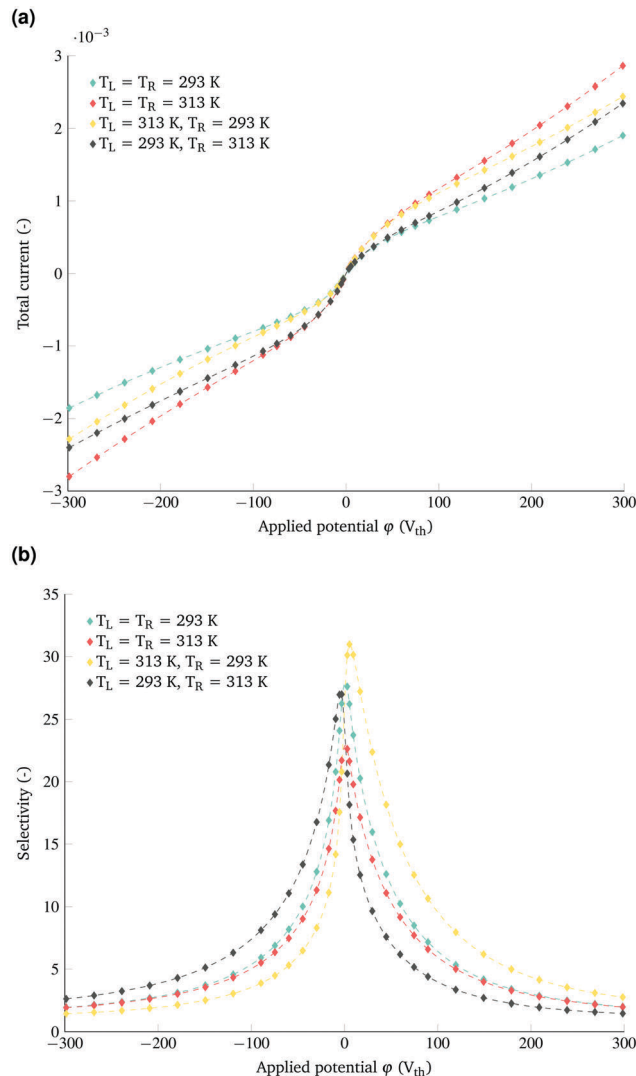 (a)
·10⁻³
3
2
1
0
−1
−2
−3
Total current (-)
T_L = T_R = 293 K
T_L = T_R = 313 K
T_L = 313 K, T_R = 293 K
T_L = 293 K, T_R = 313 K
−300 −200 −100 0 100 200 300
Applied potential φ (V_th)
(b)
35
30
25
20
15
10
5
0
Selectivity (-)
T_L = T_R = 293 K
T_L = T_R = 313 K
T_L = 313 K, T_R = 293 K
T_L = 293 K, T_R = 313 K
−300 −200 −100 0 100 200 300
Applied potential φ (V_th)